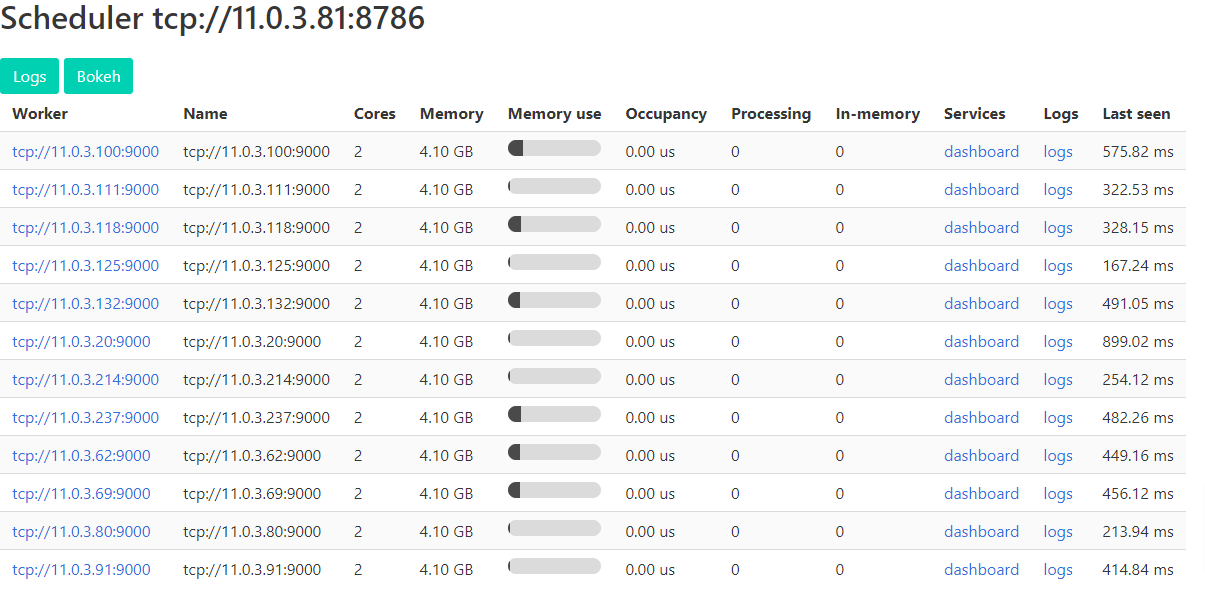 Scheduler tcp://11.0.3.81:8786
Logs Bokeh
Worker Name Cores Memory Memory use Occupancy Processing In-memory Services Logs Last seen
tcp://11.0.3.100:9000 tcp://11.0.3.100:9000 2 4.10 GB 0.00 us 0 0 dashboard logs 575.82 ms
tcp://11.0.3.111:9000 tcp://11.0.3.111:9000 2 4.10 GB 0.00 us 0 0 dashboard logs 322.53 ms
tcp://11.0.3.118:9000 tcp://11.0.3.118:9000 2 4.10 GB 0.00 us 0 0 dashboard logs 328.15 ms
tcp://11.0.3.125:9000 tcp://11.0.3.125:9000 2 4.10 GB 0.00 us 0 0 dashboard logs 167.24 ms
tcp://11.0.3.132:9000 tcp://11.0.3.132:9000 2 4.10 GB 0.00 us 0 0 dashboard logs 491.05 ms
tcp://11.0.3.20:9000 tcp://11.0.3.20:9000 2 4.10 GB 0.00 us 0 0 dashboard logs 899.02 ms
tcp://11.0.3.214:9000 tcp://11.0.3.214:9000 2 4.10 GB 0.00 us 0 0 dashboard logs 254.12 ms
tcp://11.0.3.237:9000 tcp://11.0.3.237:9000 2 4.10 GB 0.00 us 0 0 dashboard logs 482.26 ms
tcp://11.0.3.62:9000 tcp://11.0.3.62:9000 2 4.10 GB 0.00 us 0 0 dashboard logs 449.16 ms
tcp://11.0.3.69:9000 tcp://11.0.3.69:9000 2 4.10 GB 0.00 us 0 0 dashboard logs 456.12 ms
tcp://11.0.3.80:9000 tcp://11.0.3.80:9000 2 4.10 GB 0.00 us 0 0 dashboard logs 213.94 ms
tcp://11.0.3.91:9000 tcp://11.0.3.91:9000 2 4.10 GB 0.00 us 0 0 dashboard logs 414.84 ms